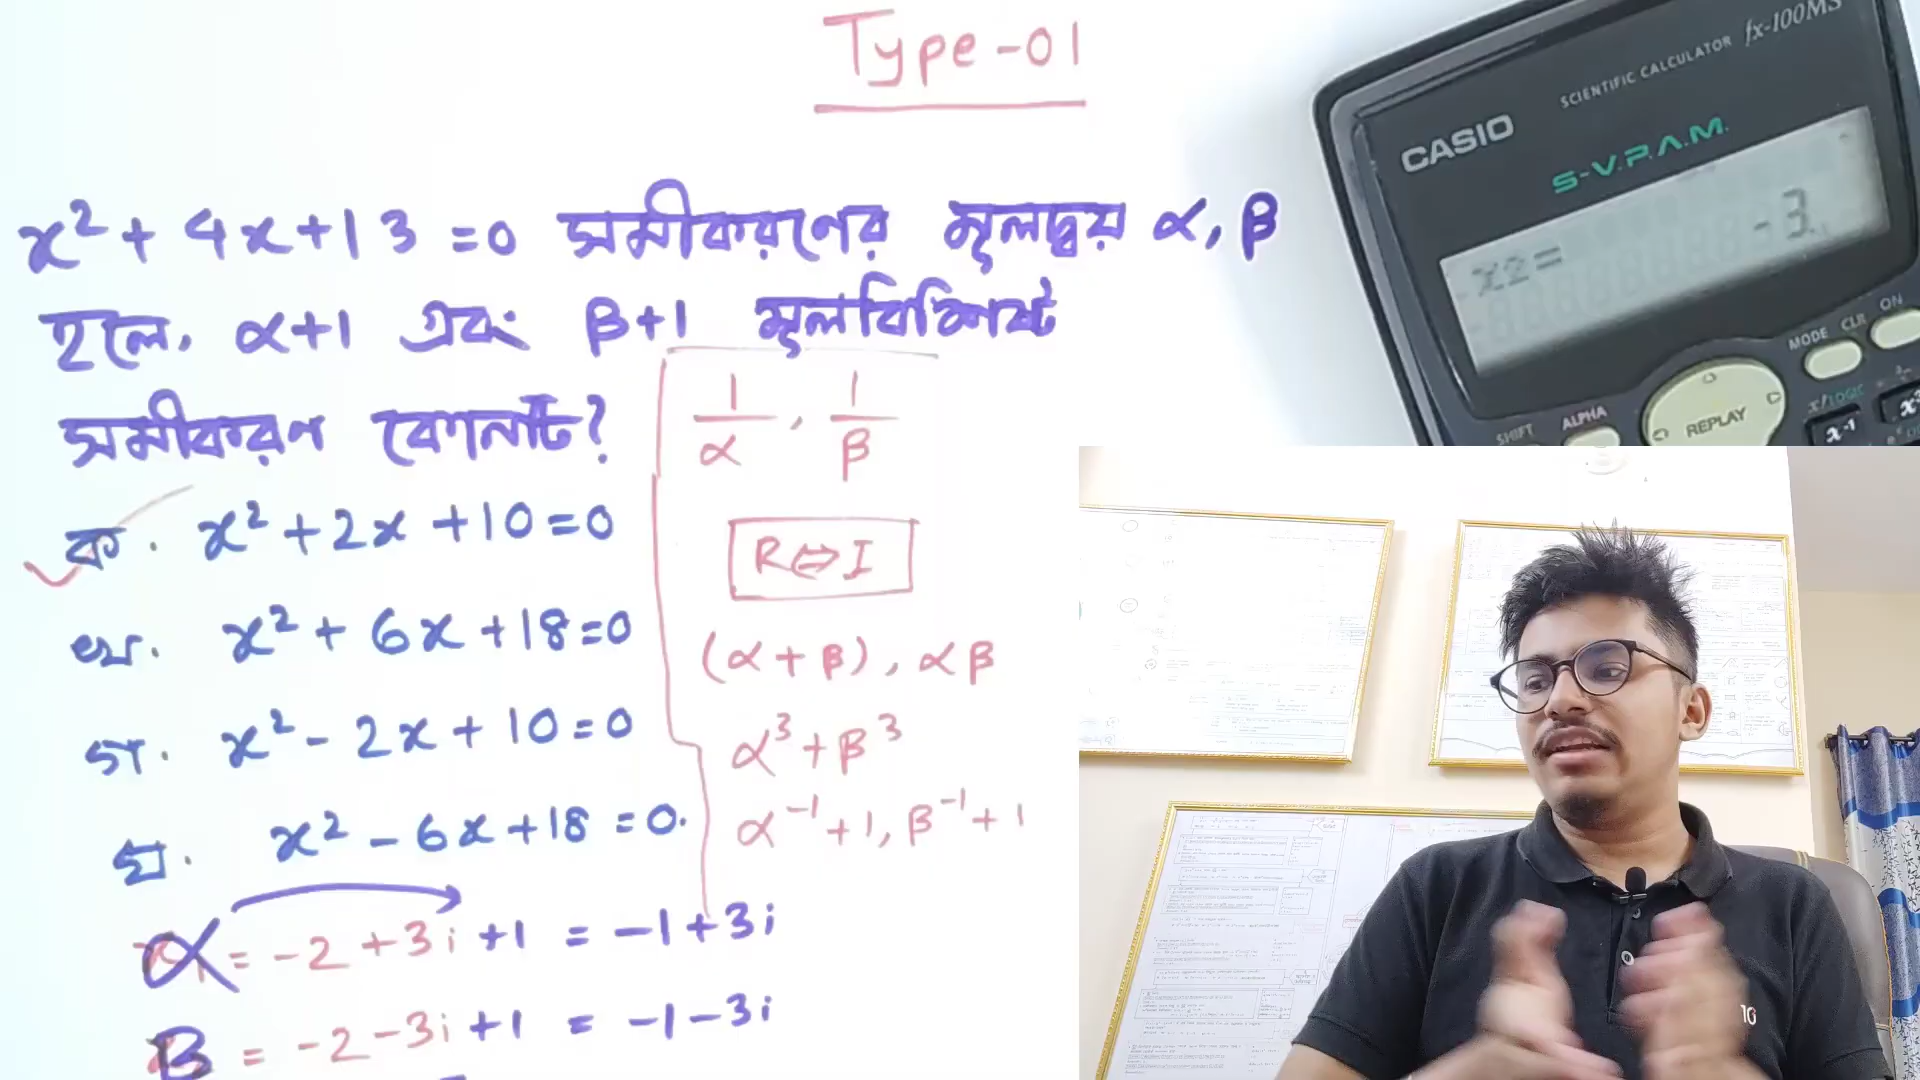 Type-01
x² + 4x + 13 = 0 সমীকরণের মূলদ্বয় α, β
হলে, α+1 এবং β+1 মূলবিশিষ্ট
সমীকরণ কোনটি?
ক. x² + 2x + 10 = 0
খ. x² + 6x + 18 = 0
গ. x² - 2x + 10 = 0
ঘ. x² - 6x + 18 = 0.
α = -2 + 3i + 1 = -1 + 3i
β = -2 - 3i + 1 = -1 - 3i
1/α , 1/β
R ⇔ I
(α + β), αβ
α³ + β³
α⁻¹ + 1, β⁻¹ + 1
fx-100MS
SCIENTIFIC CALCULATOR
CASIO
S-V.P.A.M.
x2=
-3.
ON
MODE CLR
SHIFT ALPHA
REPLAY
x⁻¹
10